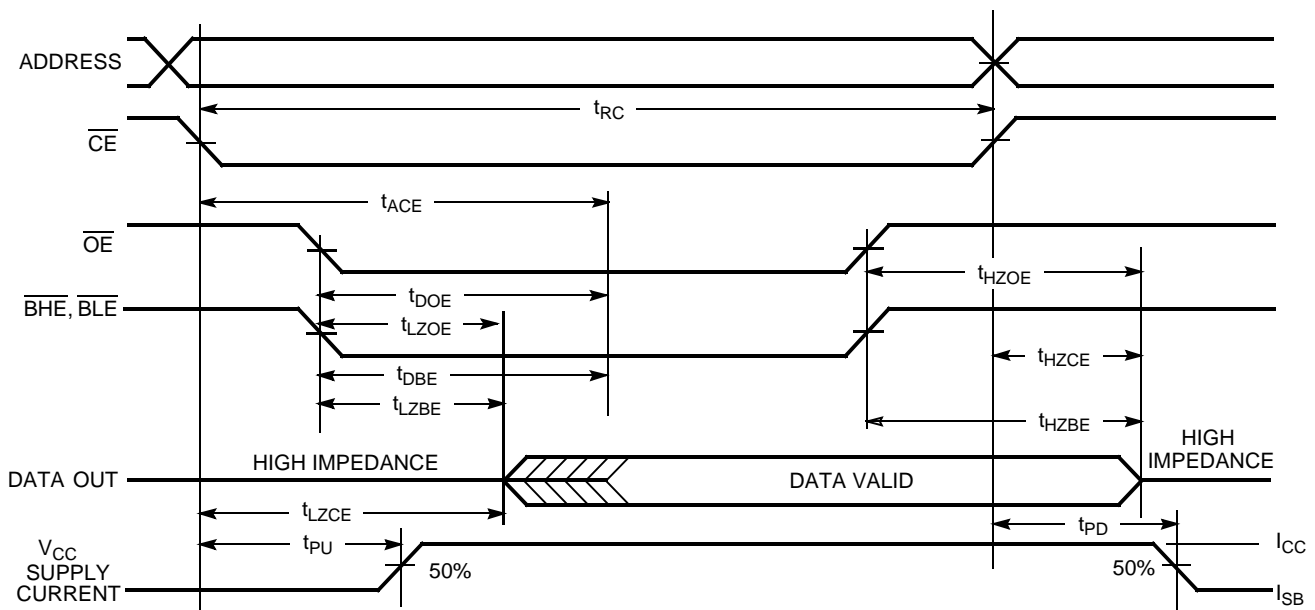 ADDRESS
tRC
CE
tACE
OE
tHZOE
tDOE
BHE, BLE
tLZOE
tHZCE
tDBE
tLZBE
tHZBE
HIGH IMPEDANCE
HIGH
IMPEDANCE
DATA OUT
DATA VALID
tLZCE
tPD
VCC
SUPPLY
CURRENT
tPU
50%
50%
ICC
ISB